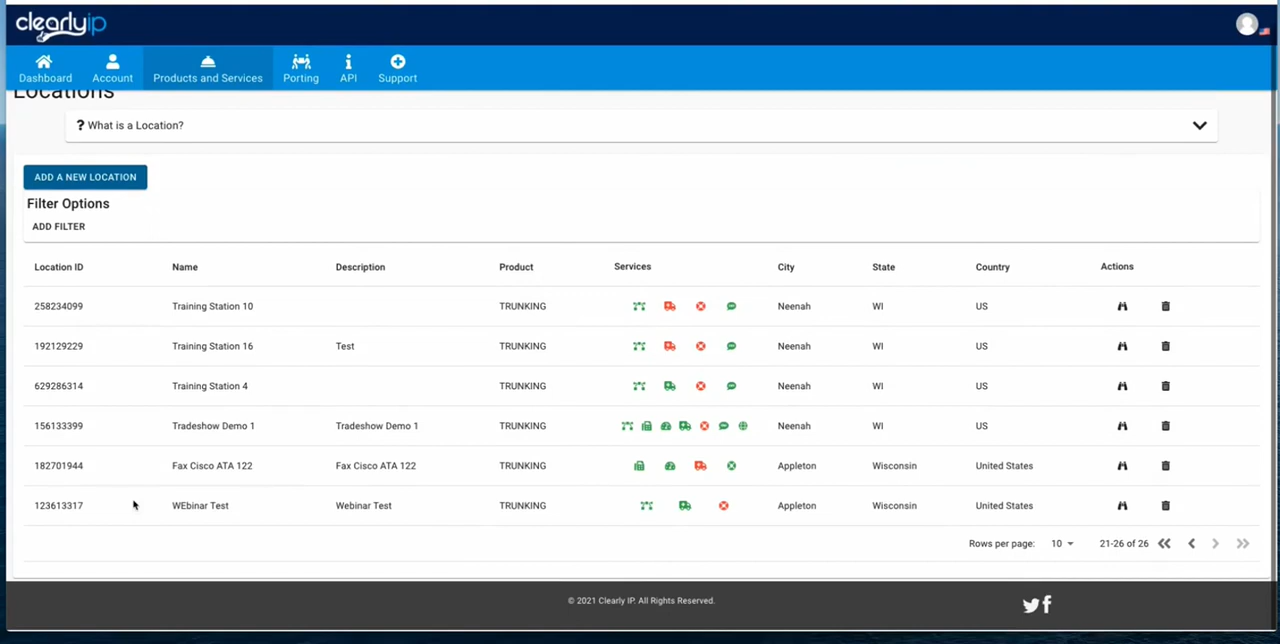 clearlyip
Dashboard Account Products and Services Porting API Support
Locations
? What is a Location?
ADD A NEW LOCATION
Filter Options
ADD FILTER
Location ID Name Description Product Services City State Country Actions
258234099 Training Station 10 TRUNKING Neenah WI US
192129229 Training Station 16 Test TRUNKING Neenah WI US
629286314 Training Station 4 TRUNKING Neenah WI US
156133399 Tradeshow Demo 1 Tradeshow Demo 1 TRUNKING Neenah WI US
182701944 Fax Cisco ATA 122 Fax Cisco ATA 122 TRUNKING Appleton Wisconsin United States
123613317 WEbinar Test Webinar Test TRUNKING Appleton Wisconsin United States
Rows per page: 10 21-26 of 26
© 2021 Clearly IP. All Rights Reserved.